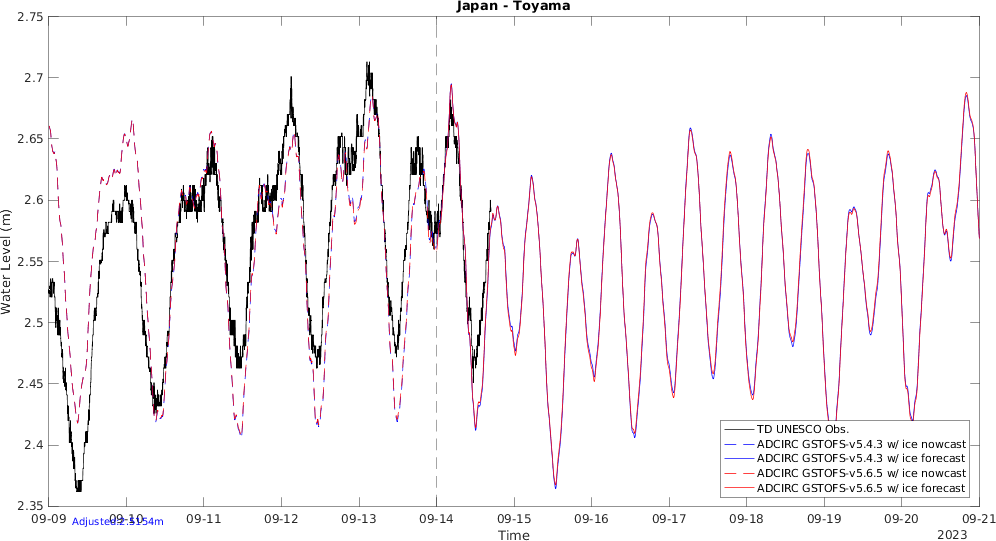 Japan - Toyama
2.75
2.7
2.65
2.6
2.55
2.5
2.45
2.4
2.35
Water Level (m)
TD UNESCO Obs.
ADCIRC GSTOFS-v5.4.3 w/ ice nowcast
ADCIRC GSTOFS-v5.4.3 w/ ice forecast
ADCIRC GSTOFS-v5.6.5 w/ ice nowcast
ADCIRC GSTOFS-v5.6.5 w/ ice forecast
09-09 09-10 09-11 09-12 09-13 09-14 09-15 09-16 09-17 09-18 09-19 09-20 09-21
Adjusted:2.5154m
Time
2023